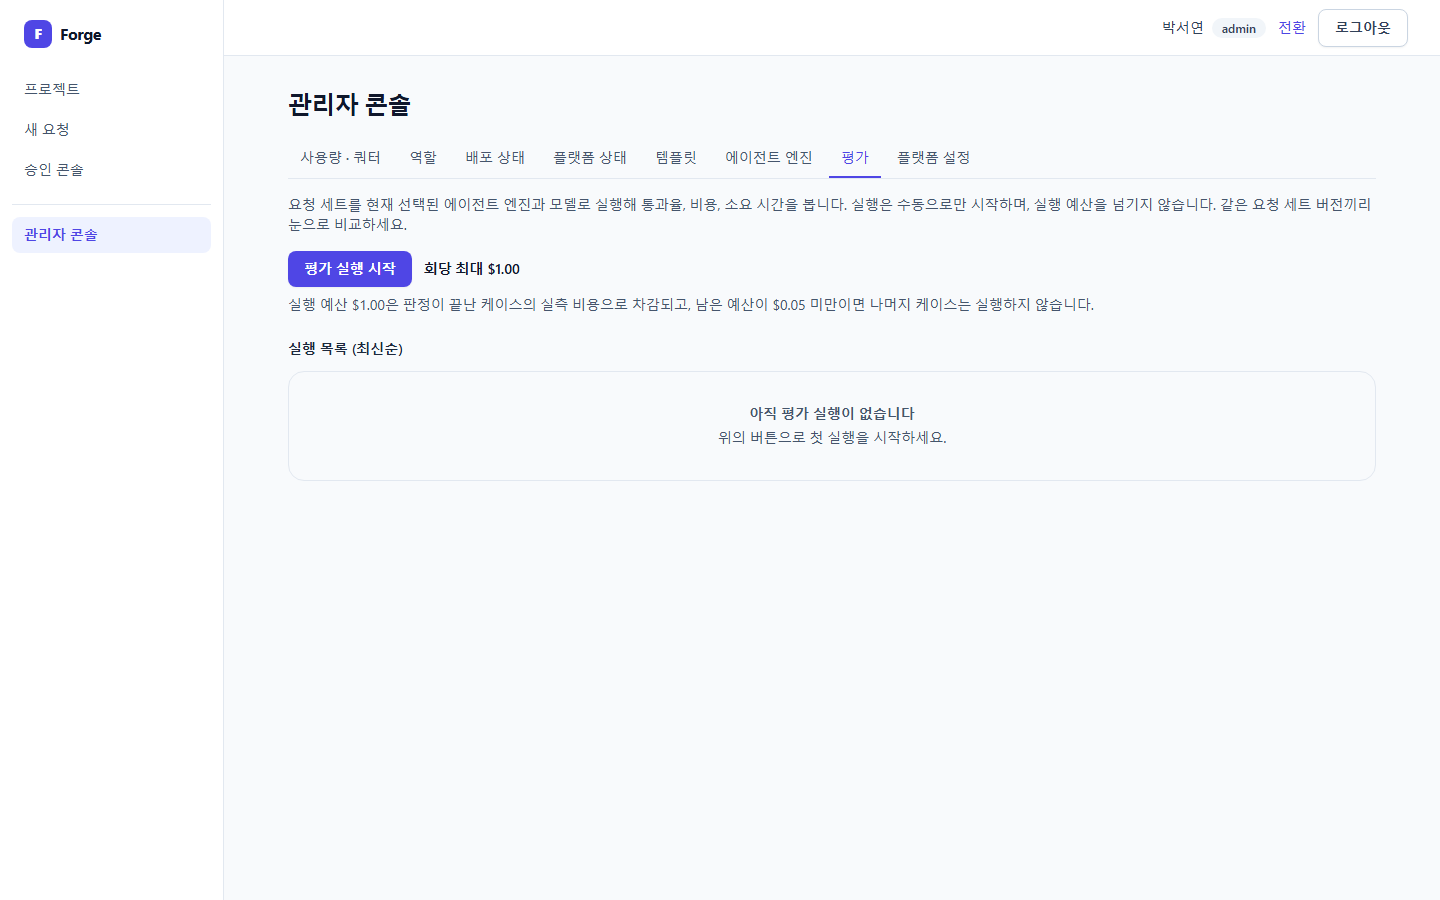 F Forge
박서연 admin 전환 로그아웃
프로젝트
새 요청
승인 콘솔
관리자 콘솔
관리자 콘솔
사용량 · 쿼터 역할 배포 상태 플랫폼 상태 템플릿 에이전트 엔진 평가 플랫폼 설정
요청 세트를 현재 선택된 에이전트 엔진과 모델로 실행해 통과율, 비용, 소요 시간을 봅니다. 실행은 수동으로만 시작하며, 실행 예산을 넘기지 않습니다. 같은 요청 세트 버전끼리
눈으로 비교하세요.
평가 실행 시작 회당 최대 $1.00
실행 예산 $1.00은 판정이 끝난 케이스의 실측 비용으로 차감되고, 남은 예산이 $0.05 미만이면 나머지 케이스는 실행하지 않습니다.
실행 목록 (최신순)
아직 평가 실행이 없습니다
위의 버튼으로 첫 실행을 시작하세요.